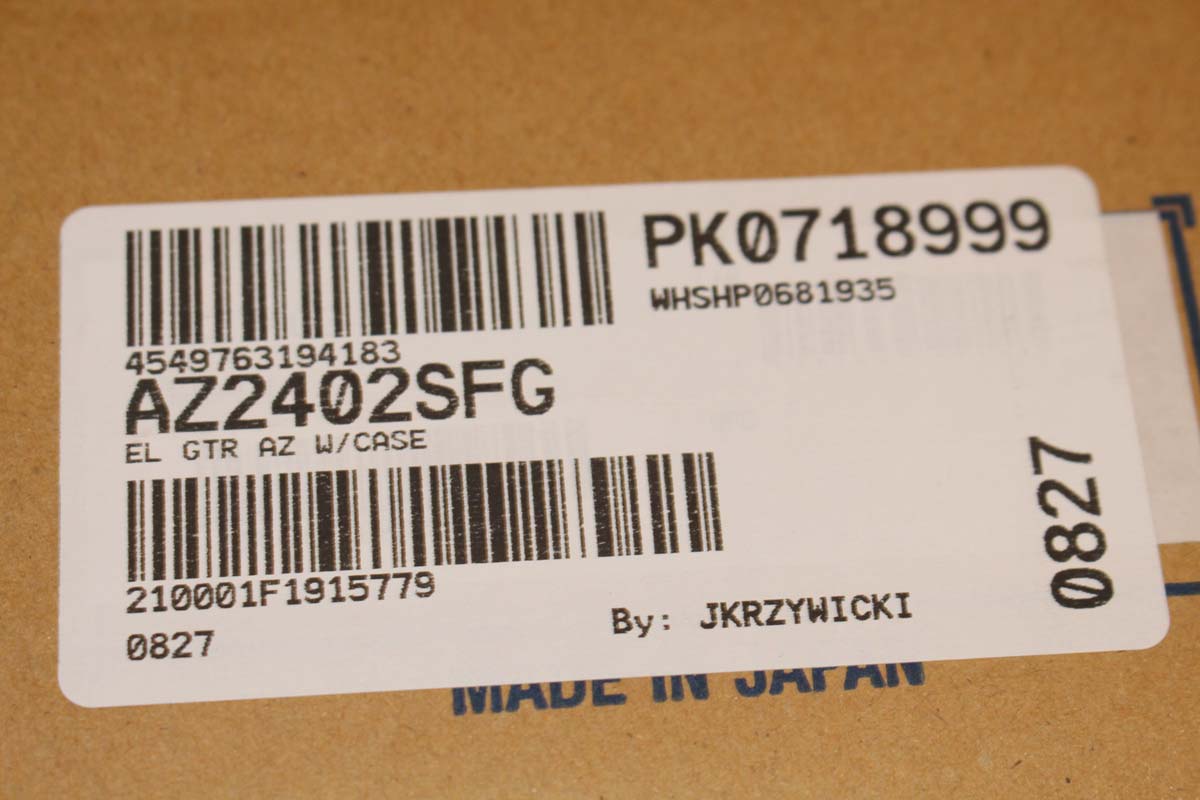 PK0718999
WHSHP0681935
4549763194183
AZ2402SFG
EL GTR AZ W/CASE
210001F1915779
0827
By: JKRZYWICKI
0827
MADE IN JAPAN